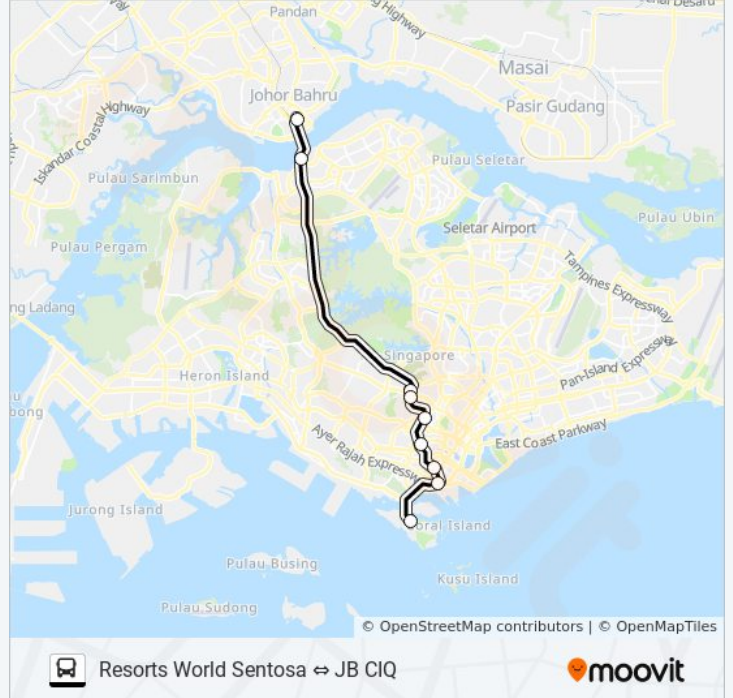 Pandan
Highway
Masai
Johor Bahru
Pasir Gudang
Iskandar Coastal Highway
Pulau Seletar
Pulau Sarimbun
Pulau Ubin
Seletar Airport
Pulau Pergam
Tampines Expressway
ng Ladang
Singapore
Pan-Island Expressway
Heron Island
East Coast Parkway
Ayer Rajah Expressw
Jurong Island
oral Island
Pulau Busing
Kusu Island
Pulau Sudong
© OpenStreetMap contributors | © OpenMapTiles
Resorts World Sentosa ⇔ JB CIQ
moovit